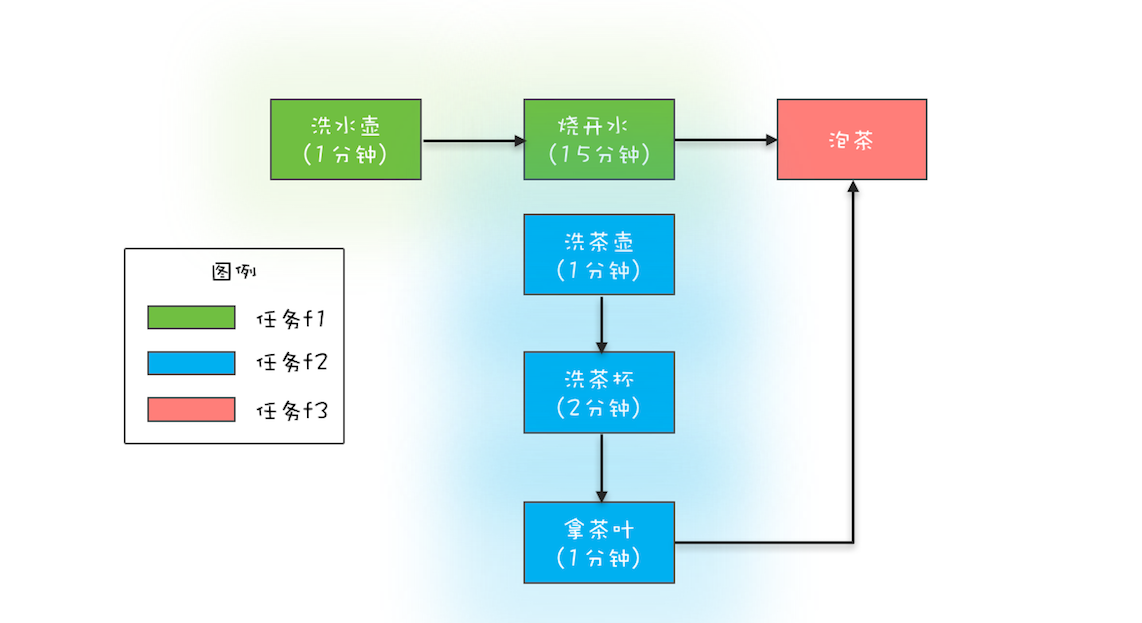 洗水壶
(1分钟)
烧开水
(15分钟)
泡茶
洗茶壶
(1分钟)
洗茶杯
(2分钟)
拿茶叶
(1分钟)
图例
任务f1
任务f2
任务f3